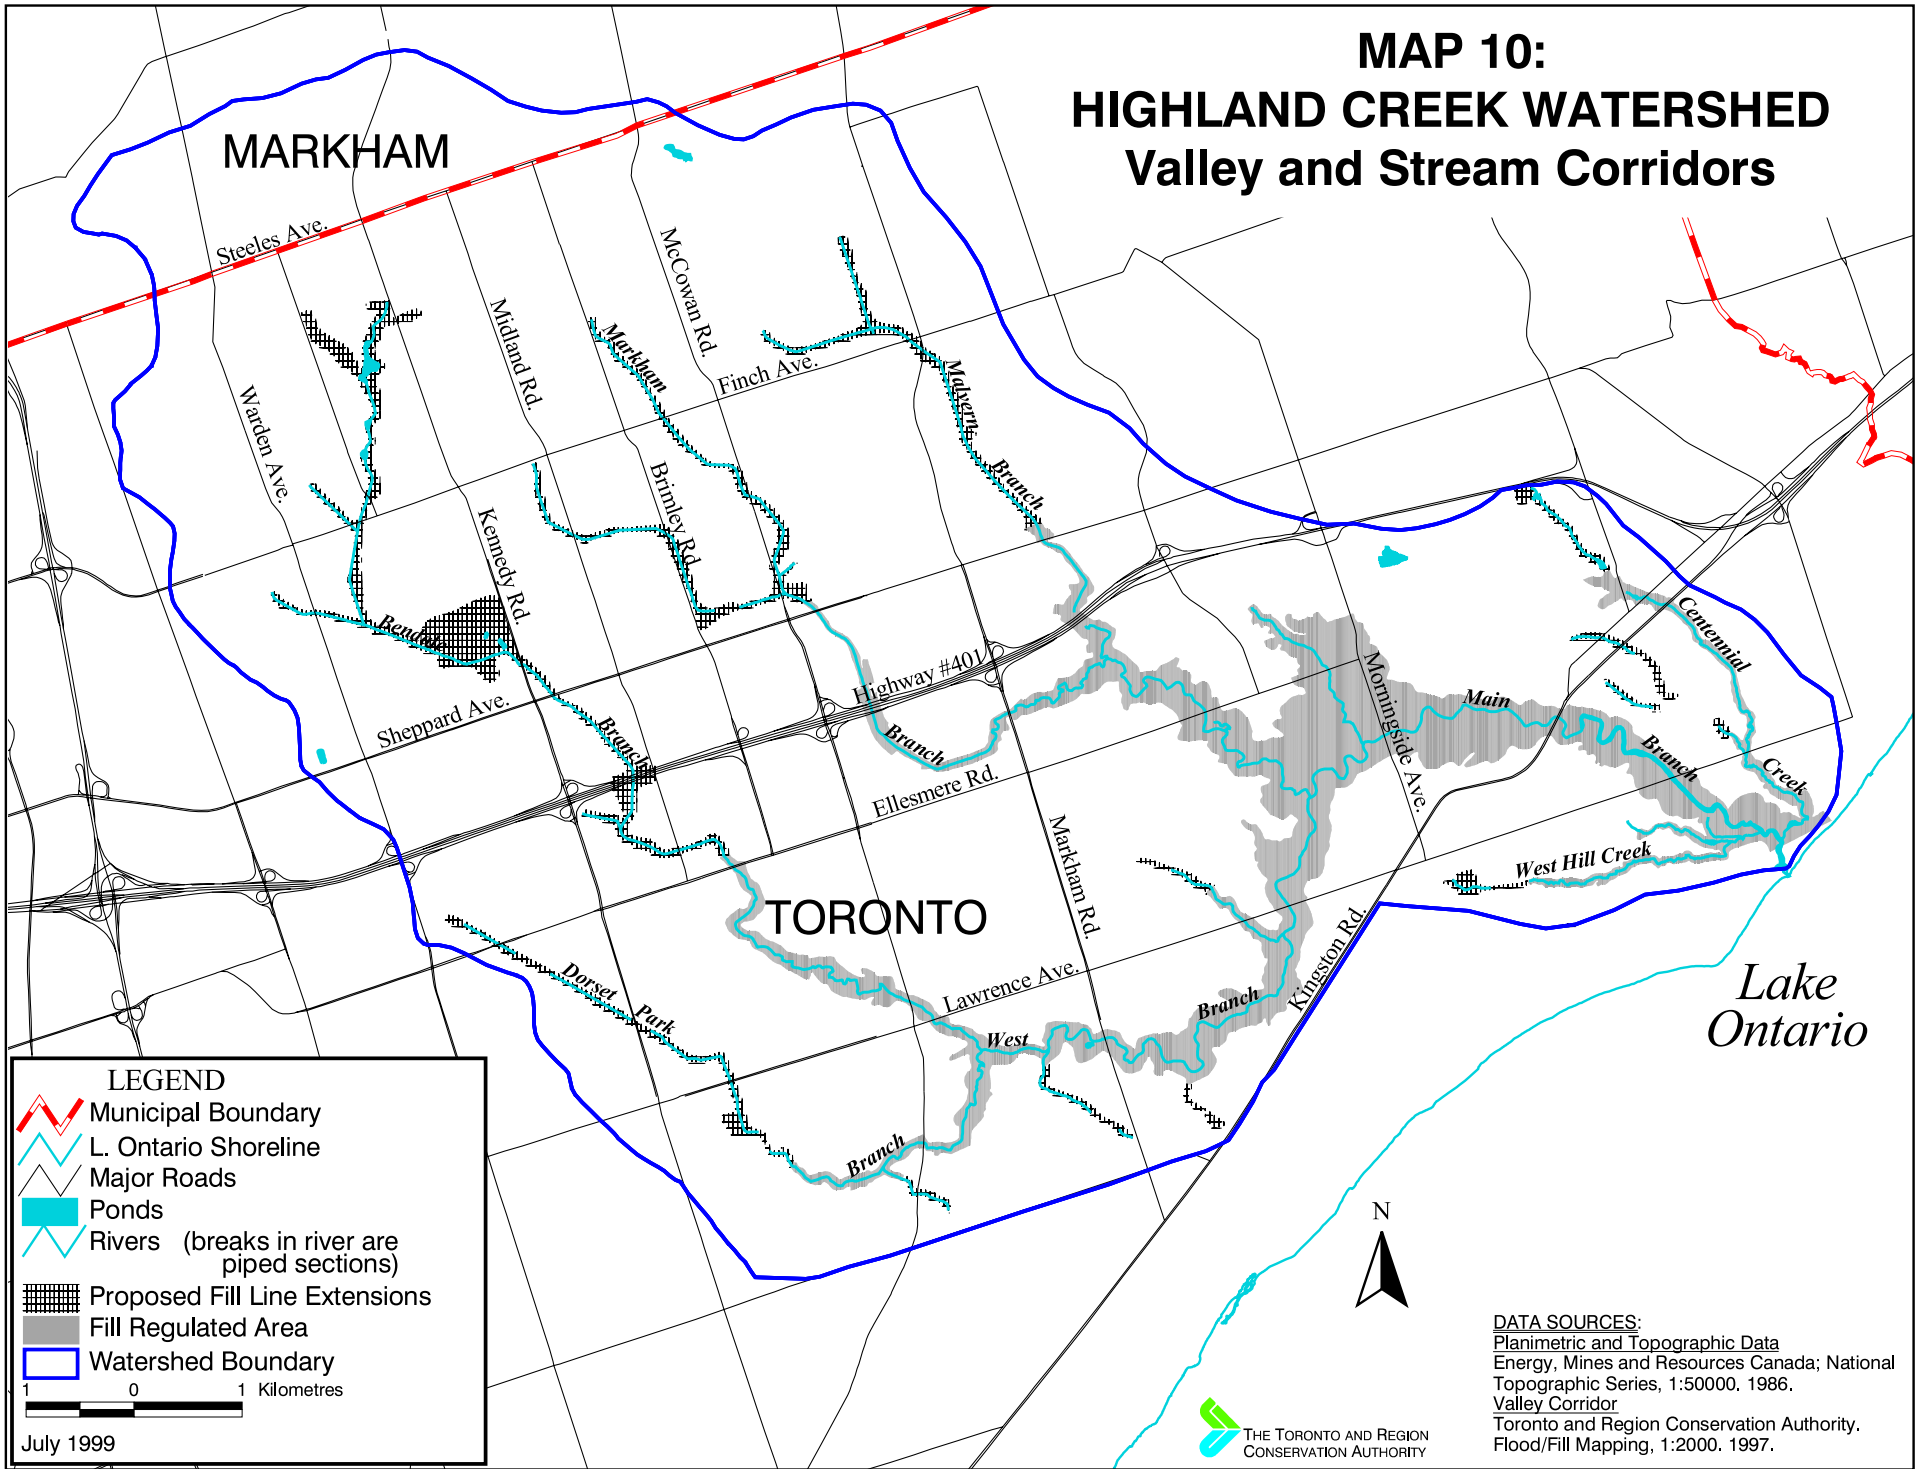 MAP 10:
HIGHLAND CREEK WATERSHED
Valley and Stream Corridors
MARKHAM
Steeles Ave.
McCowan Rd.
Midland Rd.
Markham
Finch Ave.
Malvern
Branch
Warden Ave.
Brimley Rd.
Kennedy Rd.
Bendale
Branch
Sheppard Ave.
Highway #401
Branch
Ellesmere Rd.
Markham Rd.
Morningside Ave.
Main
Branch
Centennial
Creek
West Hill Creek
TORONTO
Lawrence Ave.
Kingston Rd.
Dorset
Park
Branch
West
Branch
Lake
Ontario
LEGEND
Municipal Boundary
L. Ontario Shoreline
Major Roads
Ponds
Rivers (breaks in river are
piped sections)
Proposed Fill Line Extensions
Fill Regulated Area
Watershed Boundary
1 0 1 Kilometres
July 1999
N
THE TORONTO AND REGION
CONSERVATION AUTHORITY
DATA SOURCES:
Planimetric and Topographic Data
Energy, Mines and Resources Canada; National
Topographic Series, 1:50000. 1986.
Valley Corridor
Toronto and Region Conservation Authority.
Flood/Fill Mapping, 1:2000. 1997.